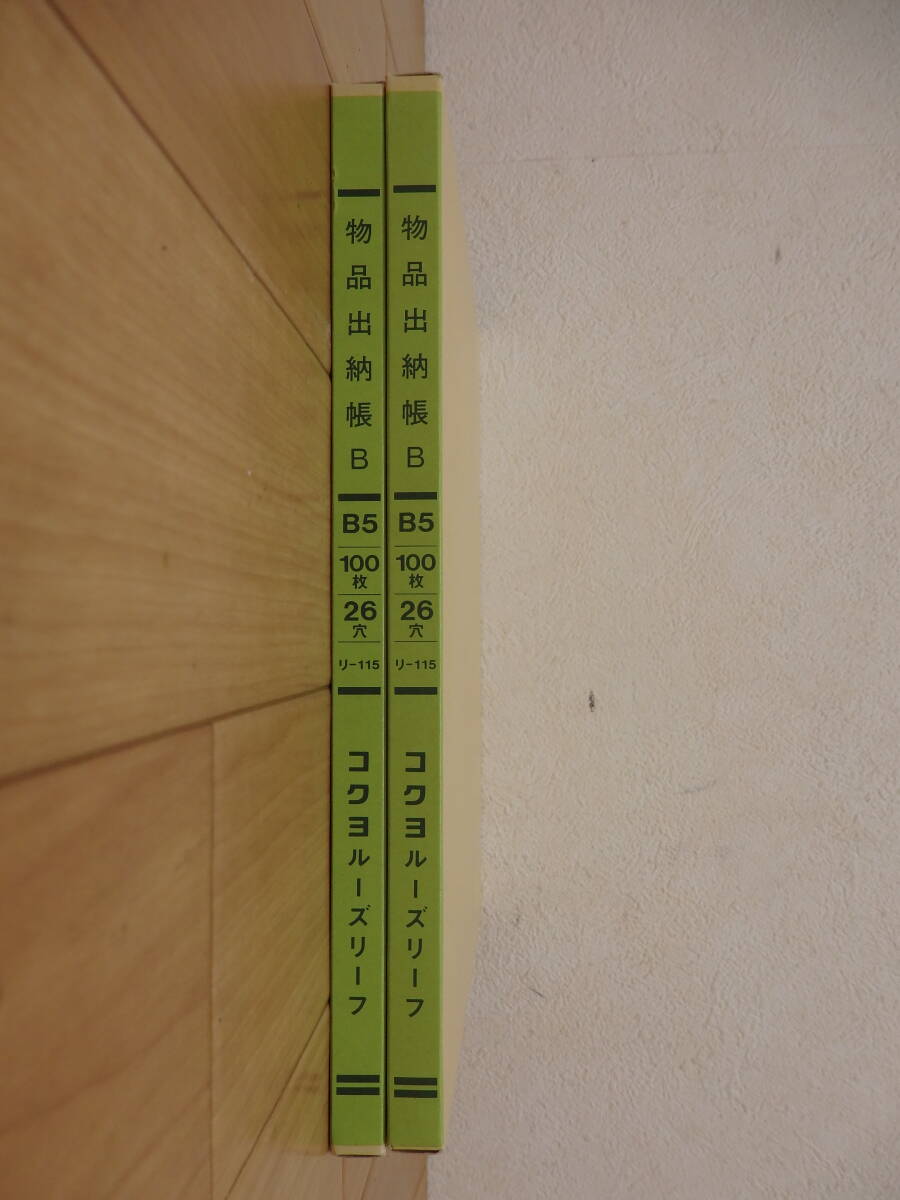 物品出納帳B
B5
100
枚
26
穴
リ-115
コクヨルーズリーフ
物品出納帳B
B5
100
枚
26
穴
リ-115
コクヨルーズリーフ